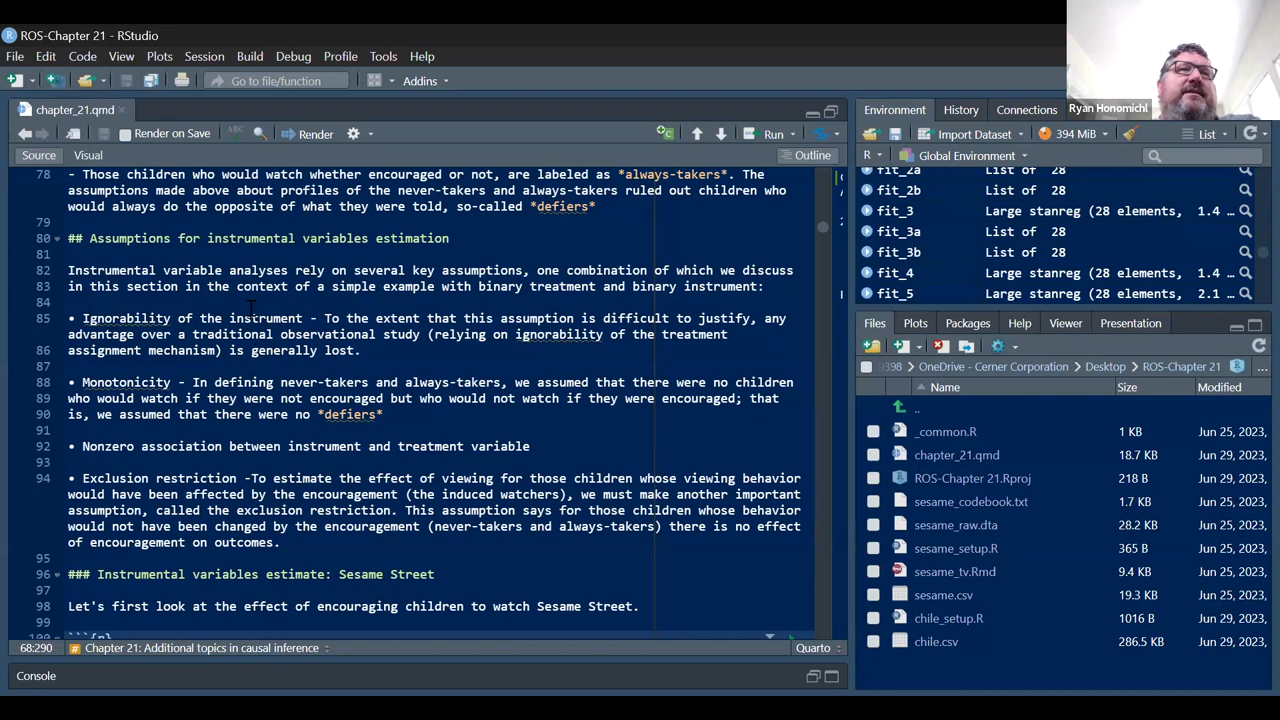 ROS-Chapter 21 - RStudio
File Edit Code View Plots Session Build Debug Profile Tools Help
Go to file/function
Addins
Ryan Honomichl
chapter_21.qmd
Render on Save
ABC
Render
Run
Source Visual
Outline
78 - Those children who would watch whether encouraged or not, are labeled as *always-takers*. The
assumptions made above about profiles of the never-takers and always-takers ruled out children who
would always do the opposite of what they were told, so-called *defiers*
79
80 ## Assumptions for instrumental variables estimation
81
82 Instrumental variable analyses rely on several key assumptions, one combination of which we discuss
83 in this section in the context of a simple example with binary treatment and binary instrument:
84
85 • Ignorability of the instrument - To the extent that this assumption is difficult to justify, any
advantage over a traditional observational study (relying on ignorability of the treatment
86 assignment mechanism) is generally lost.
87
88 • Monotonicity - In defining never-takers and always-takers, we assumed that there were no children
89 who would watch if they were not encouraged but who would not watch if they were encouraged; that
90 is, we assumed that there were no *defiers*
91
92 • Nonzero association between instrument and treatment variable
93
94 • Exclusion restriction -To estimate the effect of viewing for those children whose viewing behavior
would have been affected by the encouragement (the induced watchers), we must make another important
assumption, called the exclusion restriction. This assumption says for those children whose behavior
would not have been changed by the encouragement (never-takers and always-takers) there is no effect
of encouragement on outcomes.
95
96 ### Instrumental variables estimate: Sesame Street
97
98 Let's first look at the effect of encouraging children to watch Sesame Street.
99
100 ```{r}
68:290 Chapter 21: Additional topics in causal inference
Quarto
Console
Environment History Connections
Import Dataset 394 MiB List
R Global Environment
fit_2a List of 28
fit_2b List of 28
fit_3 Large stanreg (28 elements, 1.4 …
fit_3a List of 28
fit_3b List of 28
fit_4 Large stanreg (28 elements, 1.4 …
fit_5 Large stanreg (28 elements, 2.1 …
Files Plots Packages Help Viewer Presentation
OneDrive - Cerner Corporation Desktop ROS-Chapter 21 ...
Name Size Modified
..
_common.R 1 KB Jun 25, 2023,
chapter_21.qmd 18.7 KB Jun 29, 2023,
ROS-Chapter 21.Rproj 218 B Jun 29, 2023,
sesame_codebook.txt 1.7 KB Jun 25, 2023,
sesame_raw.dta 28.2 KB Jun 25, 2023,
sesame_setup.R 365 B Jun 25, 2023,
sesame_tv.Rmd 9.4 KB Jun 25, 2023,
sesame.csv 19.3 KB Jun 25, 2023,
chile_setup.R 1016 B Jun 29, 2023,
chile.csv 286.5 KB Jun 29, 2023,